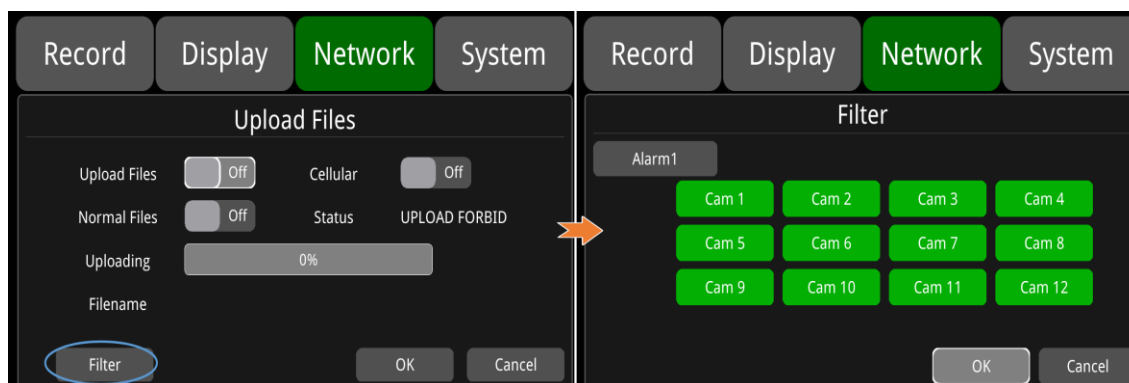 Record Display Network System
Upload Files
Upload Files Off Cellular Off
Normal Files Off Status UPLOAD FORBID
Uploading 0%
Filename
Filter OK Cancel
Record Display Network System
Filter
Alarm1
Cam 1 Cam 2 Cam 3 Cam 4
Cam 5 Cam 6 Cam 7 Cam 8
Cam 9 Cam 10 Cam 11 Cam 12
OK Cancel